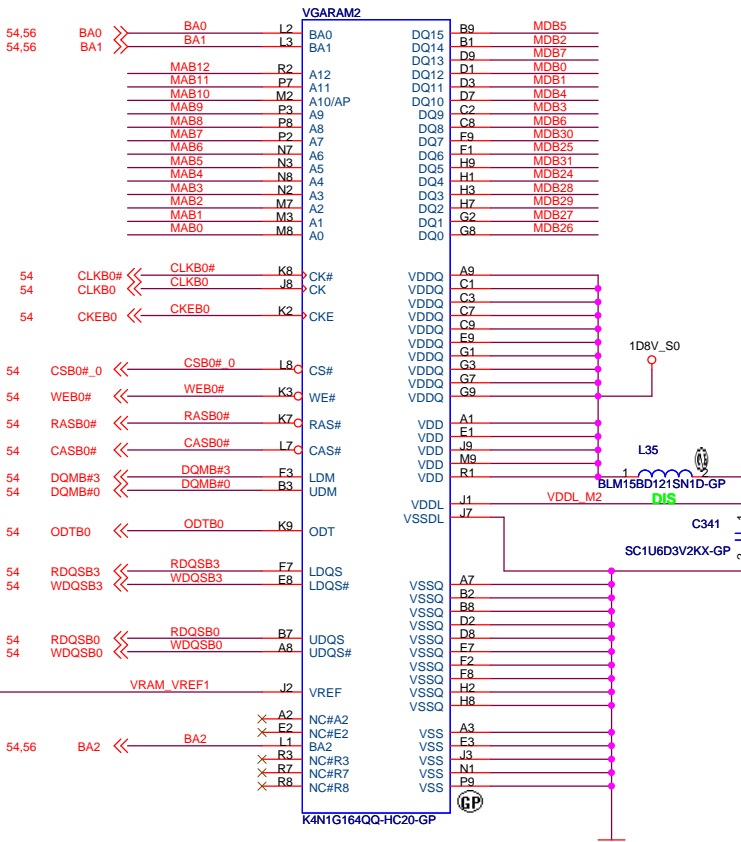 VGARAM2
54,56 BA0 BA0 L2 BA0 DQ15 B9 MDB5
54,56 BA1 BA1 L3 BA1 DQ14 B1 MDB2
DQ13 D9 MDB7
MAB12 R2 A12 DQ12 D1 MDB0
MAB11 P7 A11 DQ11 D3 MDB1
MAB10 M2 A10/AP DQ10 D7 MDB4
MAB9 P3 A9 DQ9 C2 MDB3
MAB8 P8 A8 DQ8 C8 MDB6
MAB7 P2 A7 DQ7 F9 MDB30
MAB6 N7 A6 DQ6 F1 MDB25
MAB5 N3 A5 DQ5 H9 MDB31
MAB4 N8 A4 DQ4 H1 MDB24
MAB3 N2 A3 DQ3 H3 MDB28
MAB2 M7 A2 DQ2 H7 MDB29
MAB1 M3 A1 DQ1 G2 MDB27
MAB0 M8 A0 DQ0 G8 MDB26
54 CLKB0# CLKB0# K8 CK# VDDQ A9
54 CLKB0 CLKB0 J8 CK VDDQ C1
VDDQ C3
54 CKEB0 CKEB0 K2 CKE VDDQ C7
VDDQ C9
VDDQ E9
VDDQ G1
1D8V_S0
54 CSB0#_0 CSB0#_0 L8 CS# VDDQ G3
VDDQ G7
54 WEB0# WEB0# K3 WE# VDDQ G9
54 RASB0# RASB0# K7 RAS# VDD A1
VDD E1
54 CASB0# CASB0# L7 CAS# VDD J9
L35
VDD M9
54 DQMB#3 DQMB#3 F3 LDM VDD R1 1 2
BLM15BD121SN1D-GP
54 DQMB#0 DQMB#0 B3 UDM
VDDL J1 VDDL_M2 DIS
VSSDL J7
54 ODTB0 ODTB0 K9 ODT
C341 1
SC1U6D3V2KX-GP 2
54 RDQSB3 RDQSB3 F7 LDQS
54 WDQSB3 WDQSB3 E8 LDQS# VSSQ A7
VSSQ B2
VSSQ B8
VSSQ D2
54 RDQSB0 RDQSB0 B7 UDQS VSSQ D8
54 WDQSB0 WDQSB0 A8 UDQS# VSSQ E7
VSSQ F2
VSSQ F8
VRAM_VREF1 J2 VREF VSSQ H2
VSSQ H8
A2 NC#A2
E2 NC#E2 VSS A3
54,56 BA2 BA2 L1 BA2 VSS E3
R3 NC#R3 VSS J3
R7 NC#R7 VSS N1
R8 NC#R8 VSS P9
GP
K4N1G164QQ-HC20-GP